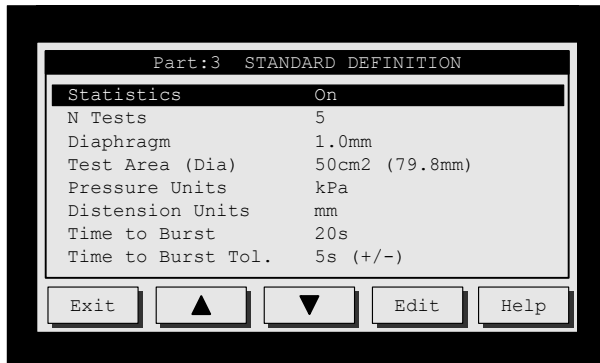 Part:3 STANDARD DEFINITION
Statistics On
N Tests 5
Diaphragm 1.0mm
Test Area (Dia) 50cm2 (79.8mm)
Pressure Units kPa
Distension Units mm
Time to Burst 20s
Time to Burst Tol. 5s (+/-)
Exit ▲ ▼ Edit Help